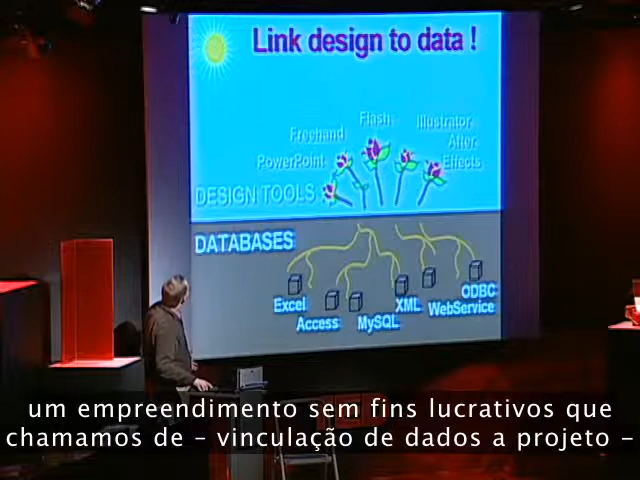 Link design to data !
Flash
Illustrator
Freehand
After
PowerPoint
Effects
DESIGN TOOLS
DATABASES
ODBC
Excel
XML
WebService
Access
MySQL
um empreendimento sem fins lucrativos que
chamamos de – vinculação de dados a projeto –